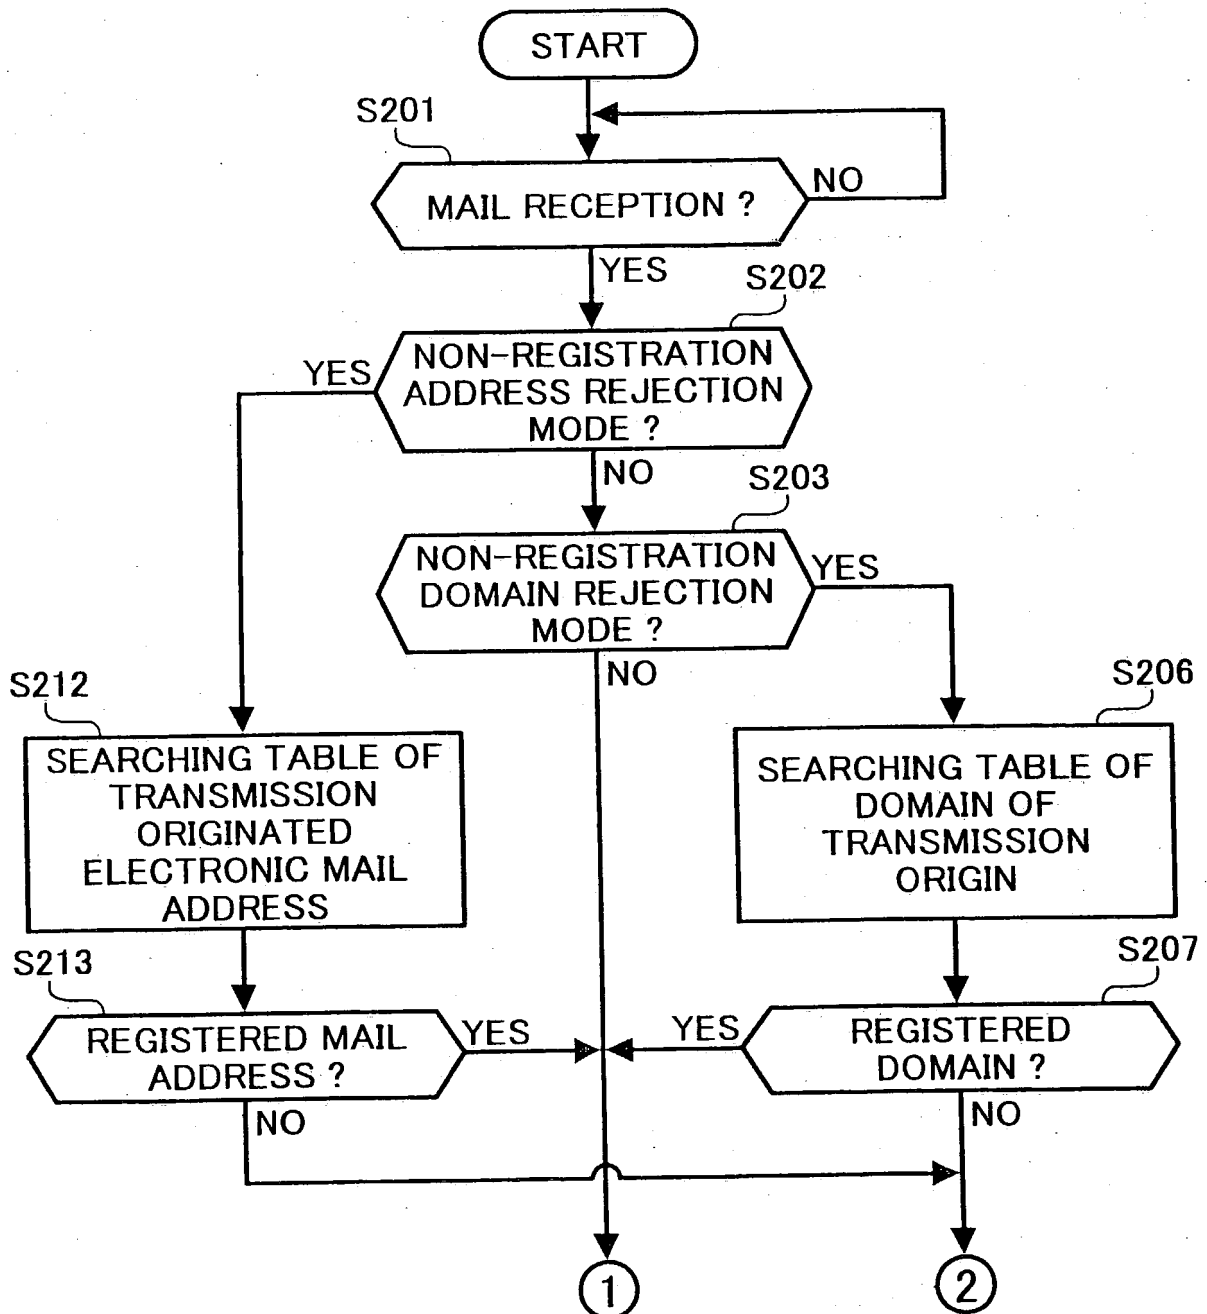 START
S201
MAIL RECEPTION ?
NO
YES
S202
NON-REGISTRATION
ADDRESS REJECTION
MODE ?
YES
NO
S203
NON-REGISTRATION
DOMAIN REJECTION
MODE ?
YES
NO
S212
SEARCHING TABLE OF
TRANSMISSION
ORIGINATED
ELECTRONIC MAIL
ADDRESS
S206
SEARCHING TABLE OF
DOMAIN OF
TRANSMISSION
ORIGIN
S213
REGISTERED MAIL
ADDRESS ?
YES
NO
S207
REGISTERED
DOMAIN ?
YES
NO
1
2